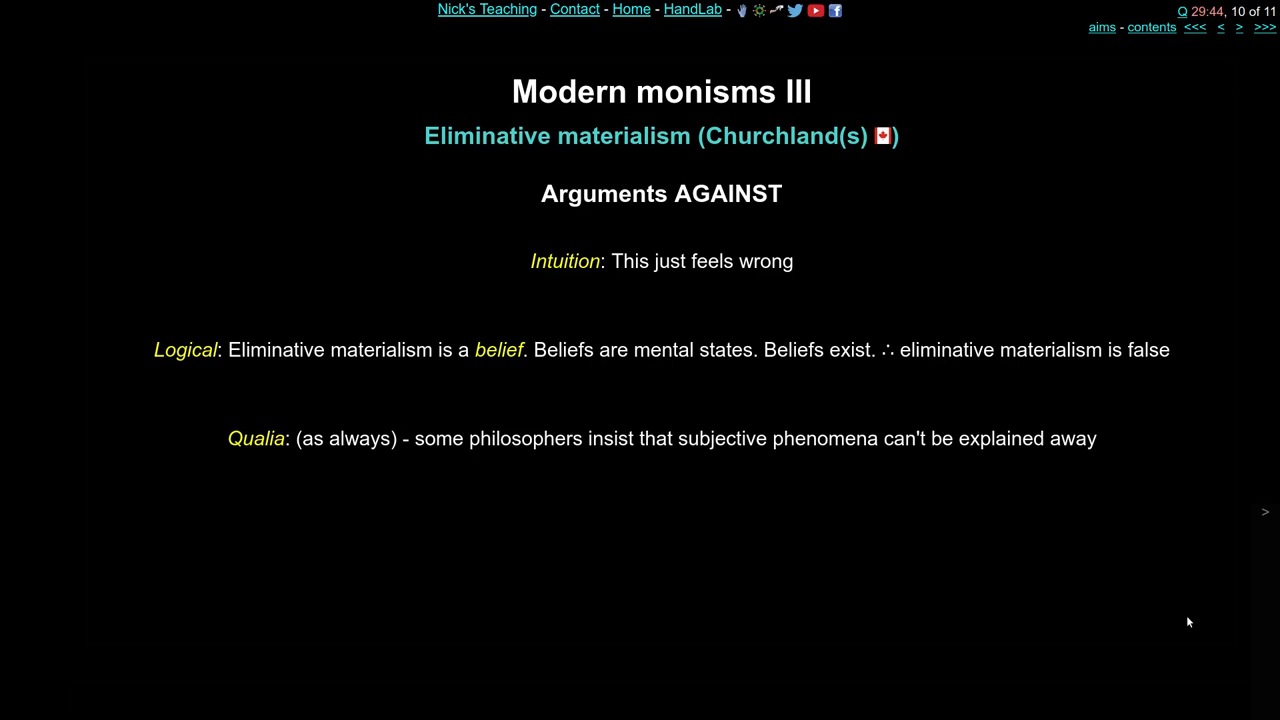 Nick's Teaching - Contact - Home - HandLab -
Q 29:44, 10 of 11
aims - contents <<< < > >>>
Modern monisms III
Eliminative materialism (Churchland(s) 🇨🇦)
Arguments AGAINST
Intuition: This just feels wrong
Logical: Eliminative materialism is a belief. Beliefs are mental states. Beliefs exist. ∴ eliminative materialism is false
Qualia: (as always) - some philosophers insist that subjective phenomena can't be explained away
>